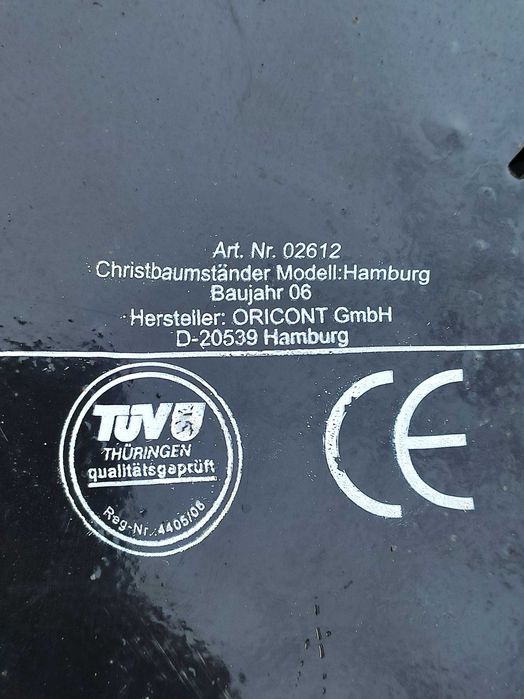 Art. Nr. 02612
Christbaumständer Modell:Hamburg
Baujahr 06
Hersteller: ORICONT GmbH
D-20539 Hamburg
TÜV
THÜRINGEN
qualitätsgeprüft
Reg-Nr.:4405/06
CE